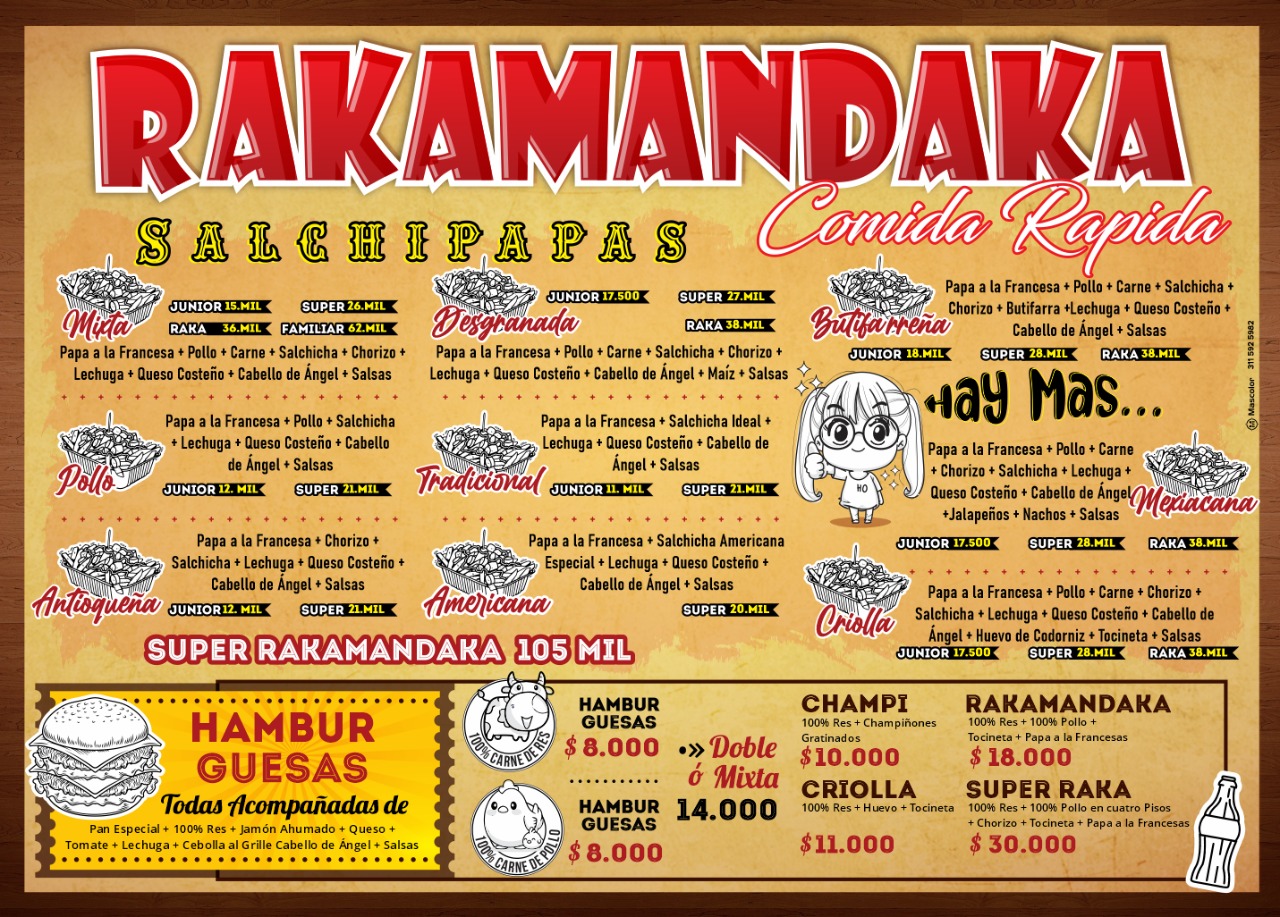 RAKAMANDAKA
Comida Rapida
SALCHIPAPAS
Mixta
JUNIOR 15.MIL
SUPER 26.MIL
RAKA 36.MIL
FAMILIAR 62.MIL
Papa a la Francesa + Pollo + Carne + Salchicha + Chorizo +
Lechuga + Queso Costeño + Cabello de Ángel + Salsas
Desgranada
JUNIOR 17.500
SUPER 27.MIL
RAKA 38.MIL
Papa a la Francesa + Pollo + Carne + Salchicha + Chorizo +
Lechuga + Queso Costeño + Cabello de Ángel + Maíz + Salsas
Butifarreña
Papa a la Francesa + Pollo + Carne + Salchicha +
Chorizo + Butifarra +Lechuga + Queso Costeño +
Cabello de Ángel + Salsas
JUNIOR 18.MIL
SUPER 28.MIL
RAKA 38.MIL
Pollo
Papa a la Francesa + Pollo + Salchicha
+ Lechuga + Queso Costeño + Cabello
de Ángel + Salsas
JUNIOR 12. MIL
SUPER 21.MIL
Tradicional
Papa a la Francesa + Salchicha Ideal +
Lechuga + Queso Costeño + Cabello de
Ángel + Salsas
JUNIOR 11. MIL
SUPER 21.MIL
HO
Hay Mas...
Papa a la Francesa + Pollo + Carne
+ Chorizo + Salchicha + Lechuga +
Queso Costeño + Cabello de Ángel
+Jalapeños + Nachos + Salsas
Mexiacana
JUNIOR 17.500
SUPER 28.MIL
RAKA 38.MIL
Antioqueña
Papa a la Francesa + Chorizo +
Salchicha + Lechuga + Queso Costeño +
Cabello de Ángel + Salsas
JUNIOR 12. MIL
SUPER 21.MIL
Americana
Papa a la Francesa + Salchicha Americana
Especial + Lechuga + Queso Costeño +
Cabello de Ángel + Salsas
SUPER 20.MIL
Criolla
Papa a la Francesa + Pollo + Carne + Chorizo +
Salchicha + Lechuga + Queso Costeño + Cabello de
Ángel + Huevo de Codorniz + Tocineta + Salsas
JUNIOR 17.500
SUPER 28.MIL
RAKA 38.MIL
SUPER RAKAMANDAKA 105 MIL
HAMBUR
GUESAS
Todas Acompañadas de
Pan Especial + 100% Res + Jamón Ahumado + Queso +
Tomate + Lechuga + Cebolla al Grille Cabello de Ángel + Salsas
100% CARNE DE RES
HAMBUR
GUESAS
$ 8.000
100% CARNE DE POLLO
HAMBUR
GUESAS
$ 8.000
Doble
ó Mixta
14.000
CHAMPI
100% Res + Champiñones
Gratinados
$10.000
CRIOLLA
100% Res + Huevo + Tocineta
$11.000
RAKAMANDAKA
100% Res + 100% Pollo +
Tocineta + Papa a la Francesas
$ 18.000
SUPER RAKA
100% Res + 100% Pollo en cuatro Pisos
+ Chorizo + Tocineta + Papa a la Francesas
$ 30.000
Mascolor 311 592 5982